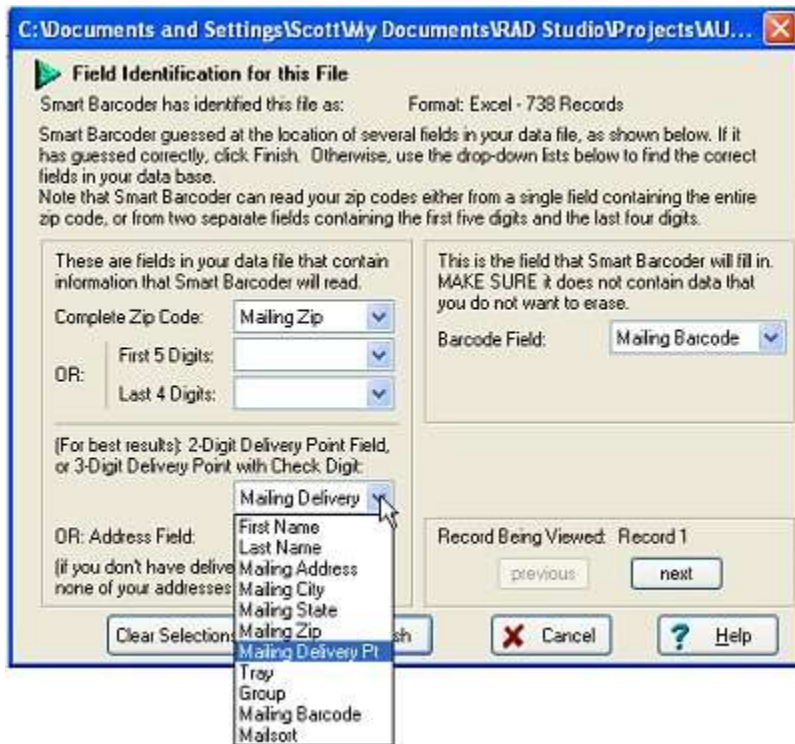 C:\Documents and Settings\Scott\My Documents\RAD Studio\Projects\AU...
Field Identification for this File
Smart Barcoder has identified this file as: Format: Excel - 738 Records
Smart Barcoder guessed at the location of several fields in your data file, as shown below. If it
has guessed correctly, click Finish. Otherwise, use the drop-down lists below to find the correct
fields in your data base.
Note that Smart Barcoder can read your zip codes either from a single field containing the entire
zip code, or from two separate fields containing the first five digits and the last four digits.
These are fields in your data file that contain
information that Smart Barcoder will read.
Complete Zip Code: Mailing Zip
First 5 Digits:
OR:
Last 4 Digits:
(For best results): 2-Digit Delivery Point Field,
or 3-Digit Delivery Point with Check Digit:
Mailing Delivery
OR: Address Field:
(if you don't have delive
none of your addresses
First Name
Last Name
Mailing Address
Mailing City
Mailing State
Mailing Zip
Mailing Delivery Pt
Tray
Group
Mailing Barcode
Mailsort
This is the field that Smart Barcoder will fill in.
MAKE SURE it does not contain data that
you do not want to erase.
Barcode Field: Mailing Barcode
Record Being Viewed: Record 1
previous next
Clear Selections sh Cancel ? Help